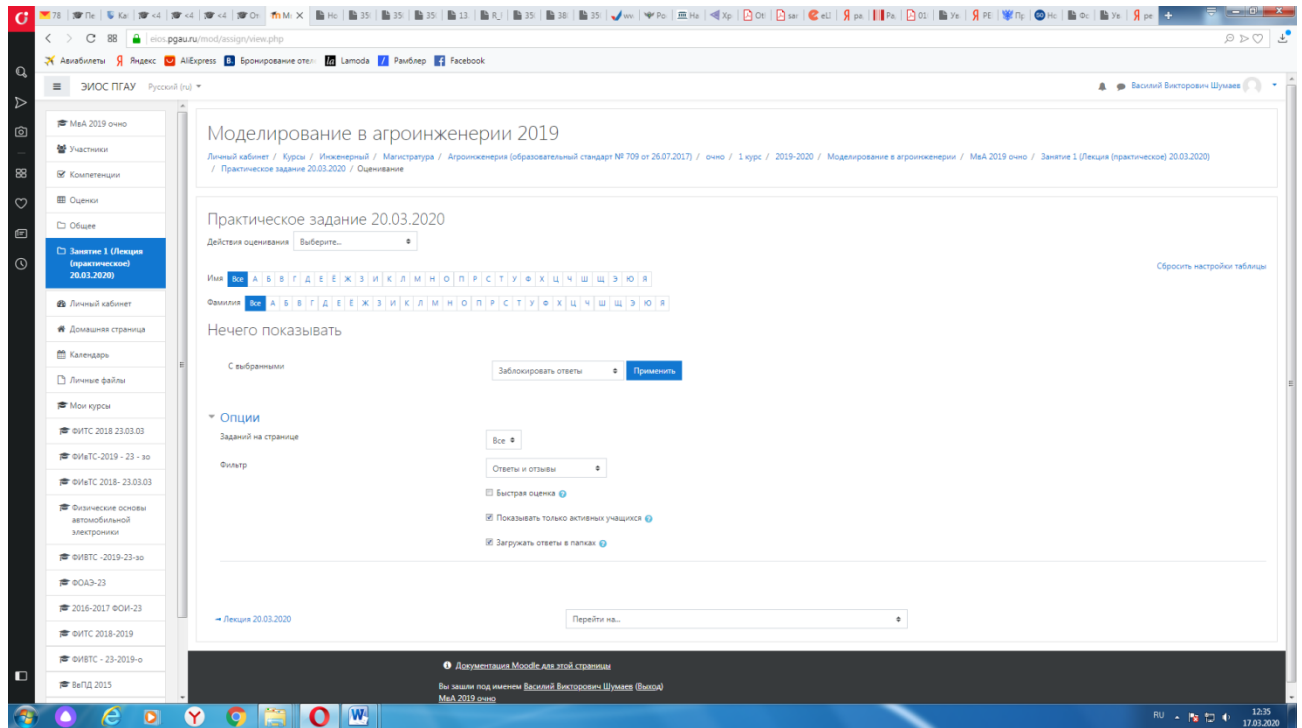 78
eios.pgau.ru/mod/assign/view.php
Авиабилеты Яндекс AliExpress Бронирование отел Lamoda Рамблер Facebook
ЭИОС ПГАУ Русский (ru)
Василий Викторович Шумаев
МвА 2019 очно
Участники
Компетенции
Оценки
Общее
Занятие 1 (Лекция
(практическое)
20.03.2020)
Личный кабинет
Домашняя страница
Календарь
Личные файлы
Мои курсы
ФИТС 2018 23.03.03
ФИвТС-2019 - 23 - зо
ФИвТС 2018- 23.03.03
Физические основы
автомобильной
электроники
ФИВТС -2019-23-зо
ФОАЭ-23
2016-2017 ФОИ-23
ФИТС 2018-2019
ФИВТС - 23-2019-о
ВеПД 2015
Моделирование в агроинженерии 2019
Личный кабинет / Курсы / Инженерный / Магистратура / Агроинженерия (образовательный стандарт № 709 от 26.07.2017) / очно / 1 курс / 2019-2020 / Моделирование в агроинженерии / МвА 2019 очно / Занятие 1 (Лекция (практическое) 20.03.2020)
/ Практическое задание 20.03.2020 / Оценивание
Практическое задание 20.03.2020
Действия оценивания Выберите...
Сбросить настройки таблицы
Имя Все А Б В Г Д Е Ё Ж З И К Л М Н О П Р С Т У Ф Х Ц Ч Ш Щ Э Ю Я
Фамилия Все А Б В Г Д Е Ё Ж З И К Л М Н О П Р С Т У Ф Х Ц Ч Ш Щ Э Ю Я
Нечего показывать
С выбранными Заблокировать ответы Применить
Опции
Заданий на странице Все
Фильтр Ответы и отзывы
Быстрая оценка
Показывать только активных учащихся
Загружать ответы в папках
Лекция 20.03.2020 Перейти на...
Документация Moodle для этой страницы
Вы зашли под именем Василий Викторович Шумаев (Выход)
МвА 2019 очно
RU 12:35
17.03.2020